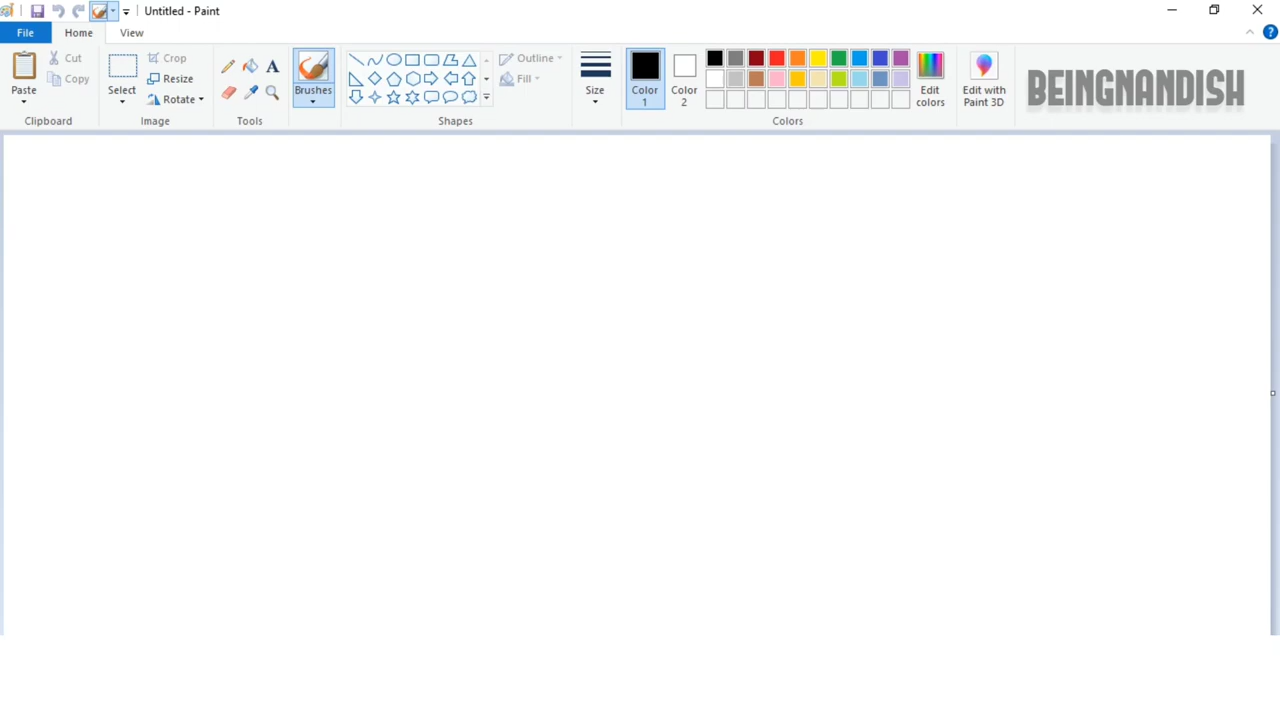 Untitled - Paint
File Home View
Paste
Cut
Copy
Clipboard
Select
Crop
Resize
Rotate
Image
A
Tools
Brushes
Shapes
Outline
Fill
Size
Color 1
Color 2
Edit colors
Colors
Edit with Paint 3D
BEINGNANDISH
?